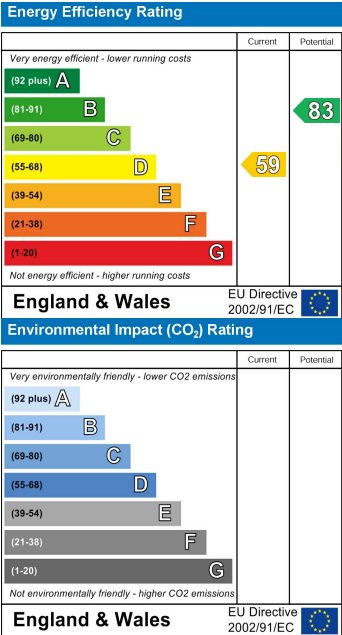 Energy Efficiency Rating
Current Potential
Very energy efficient - lower running costs
(92 plus) A
(81-91) B
83
(69-80) C
(55-68) D
59
(39-54) E
(21-38) F
(1-20) G
Not energy efficient - higher running costs
England & Wales
EU Directive
2002/91/EC
Environmental Impact (CO₂) Rating
Current Potential
Very environmentally friendly - lower CO2 emissions
(92 plus) A
(81-91) B
(69-80) C
(55-68) D
(39-54) E
(21-38) F
(1-20) G
Not environmentally friendly - higher CO2 emissions
England & Wales
EU Directive
2002/91/EC